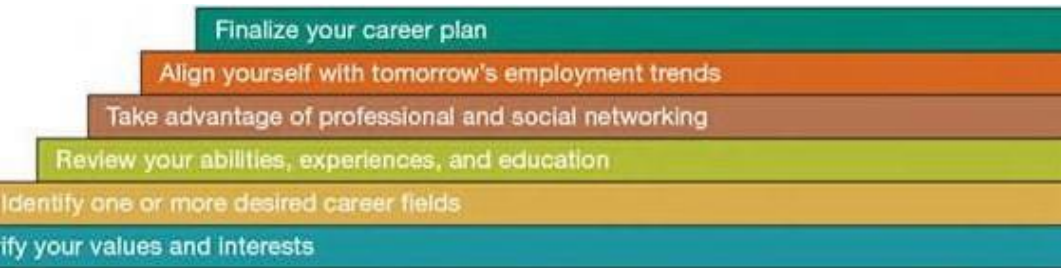 Finalize your career plan
Align yourself with tomorrow's employment trends
Take advantage of professional and social networking
Review your abilities, experiences, and education
Identify one or more desired career fields
ify your values and interests